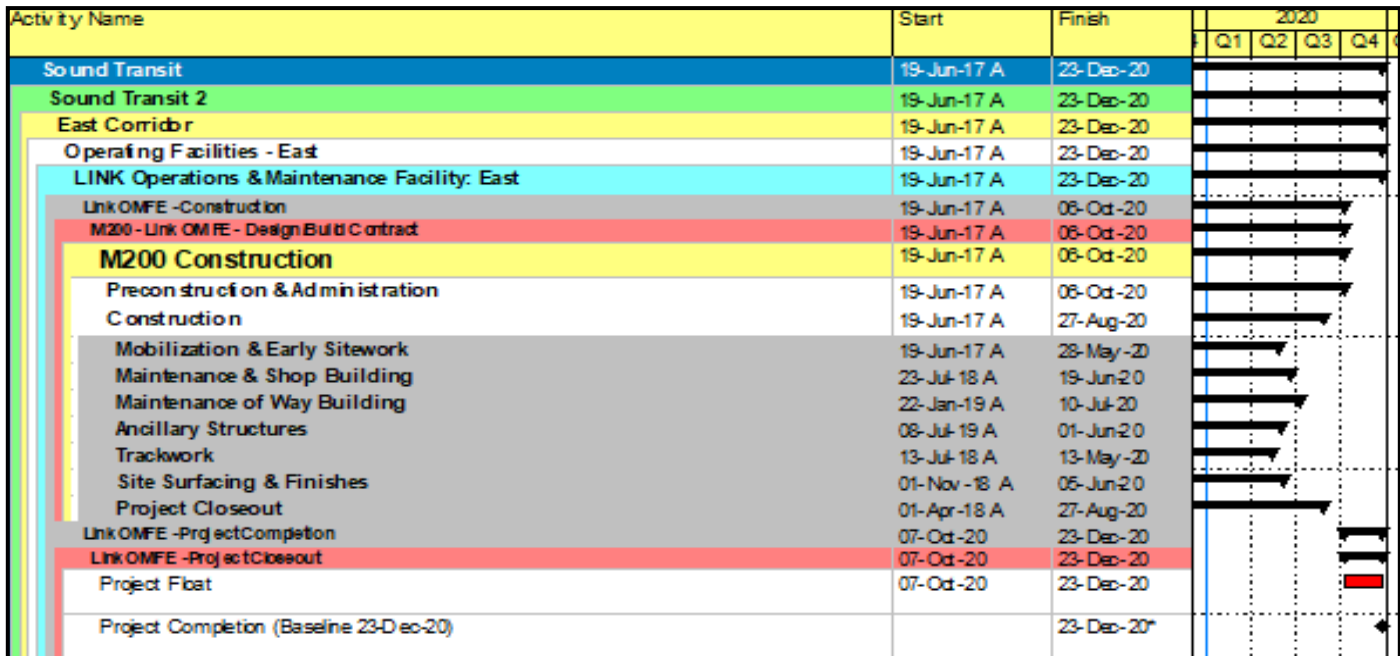 Activity Name Start Finish 2020
Q1 Q2 Q3 Q4
Sound Transit 19-Jun-17 A 23-Dec-20
Sound Transit 2 19-Jun-17 A 23-Dec-20
East Corridor 19-Jun-17 A 23-Dec-20
Operating Facilities - East 19-Jun-17 A 23-Dec-20
LINK Operations & Maintenance Facility: East 19-Jun-17 A 23-Dec-20
Link OMFE - Construction 19-Jun-17 A 06-Oct-20
M200 - Link OMFE - Design/Build Contract 19-Jun-17 A 06-Oct-20
M200 Construction 19-Jun-17 A 06-Oct-20
Preconstruction & Administration 19-Jun-17 A 06-Oct-20
Construction 19-Jun-17 A 27-Aug-20
Mobilization & Early Sitework 19-Jun-17 A 28-May-20
Maintenance & Shop Building 23-Jul-18 A 19-Jun-20
Maintenance of Way Building 22-Jan-19 A 10-Jul-20
Ancillary Structures 08-Jul-19 A 01-Jun-20
Trackwork 13-Jul-18 A 13-May-20
Site Surfacing & Finishes 01-Nov-18 A 05-Jun-20
Project Closeout 01-Apr-18 A 27-Aug-20
Link OMFE - Project Completion 07-Oct-20 23-Dec-20
Link OMFE - Project Closeout 07-Oct-20 23-Dec-20
Project Float 07-Oct-20 23-Dec-20
Project Completion (Baseline 23-Dec-20) 23-Dec-20*